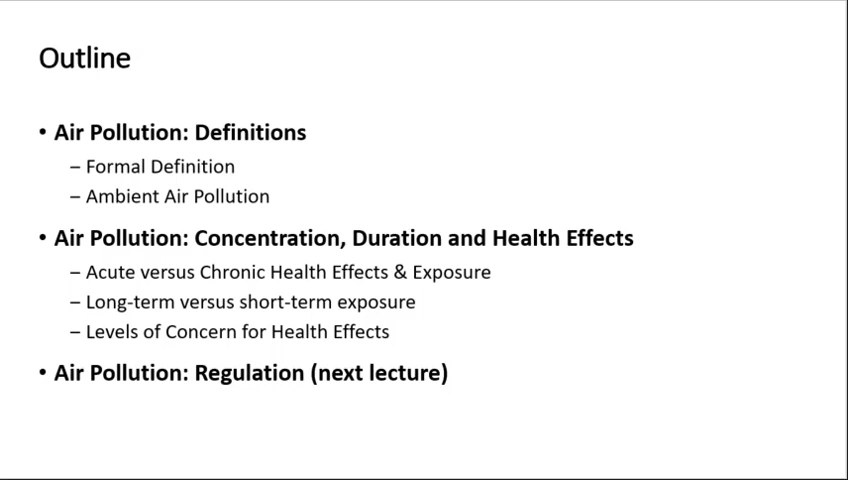 Outline
• Air Pollution: Definitions
– Formal Definition
– Ambient Air Pollution
• Air Pollution: Concentration, Duration and Health Effects
– Acute versus Chronic Health Effects & Exposure
– Long-term versus short-term exposure
– Levels of Concern for Health Effects
• Air Pollution: Regulation (next lecture)